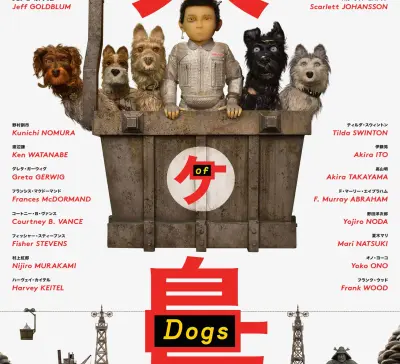 Jeff GOLDBLUM
Scarlett JOHANSSON
犬
野村訓市
Kunichi NOMURA
渡辺謙
Ken WATANABE
グレタ・ガーウィグ
Greta GERWIG
フランシス・マクドーマンド
Frances McDORMAND
コートニー・B・ヴァンス
Courtney B. VANCE
フィッシャー・スティーブンス
Fisher STEVENS
村上虹郎
Nijiro MURAKAMI
ハーヴェイ・カイテル
Harvey KEITEL
of
ケ
ティルダ・スウィントン
Tilda SWINTON
伊藤晃
Akira ITO
高山明
Akira TAKAYAMA
F・マーリー・エイブラハム
F. Murray ABRAHAM
野田洋次郎
Yojiro NODA
夏木マリ
Mari NATSUKI
オノ・ヨーコ
Yoko ONO
フランク・ウッド
Frank WOOD
島
Dogs